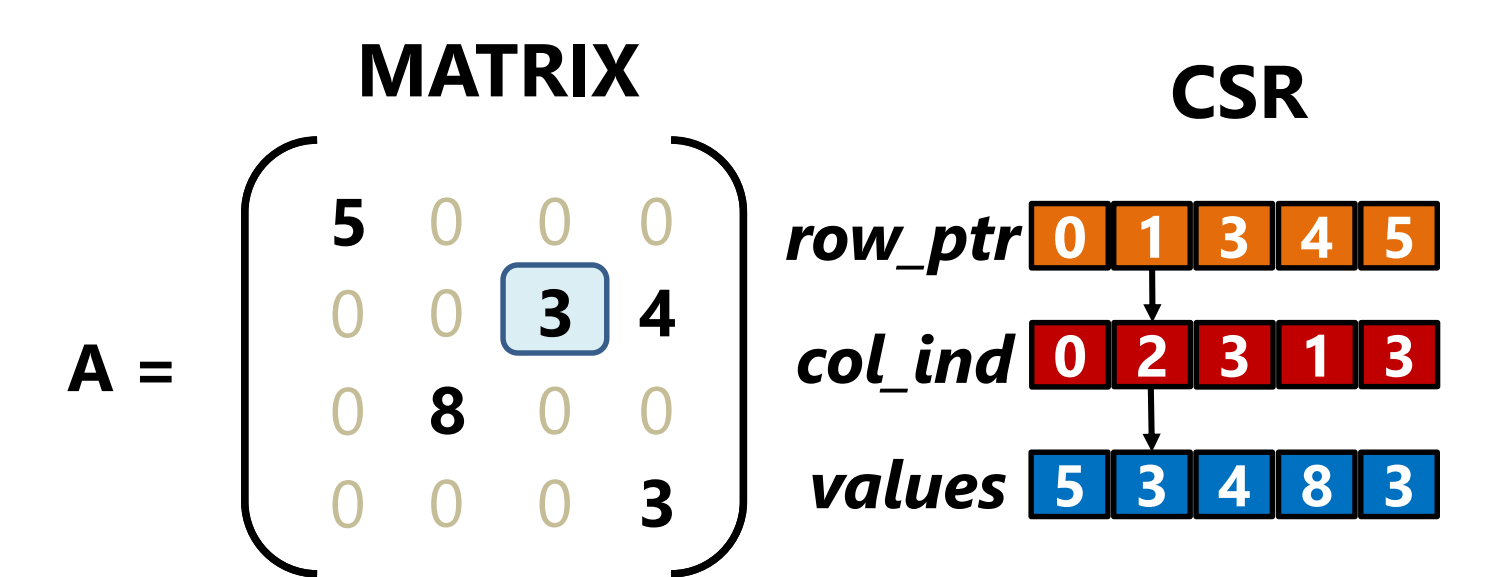 MATRIX
A =
5 0 0 0
0 0 3 4
0 8 0 0
0 0 0 3
CSR
row_ptr 0 1 3 4 5
col_ind 0 2 3 1 3
values 5 3 4 8 3